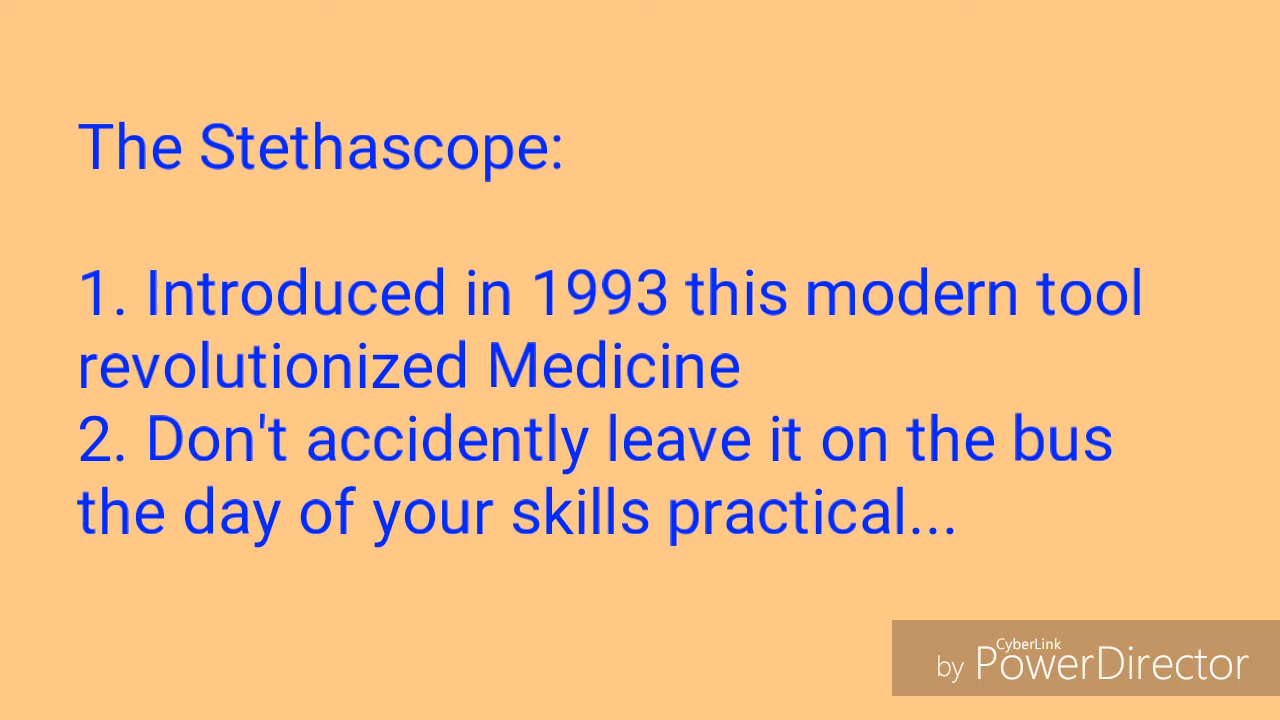 The Stethascope:
1. Introduced in 1993 this modern tool
revolutionized Medicine
2. Don't accidently leave it on the bus
the day of your skills practical...
CyberLink
by PowerDirector